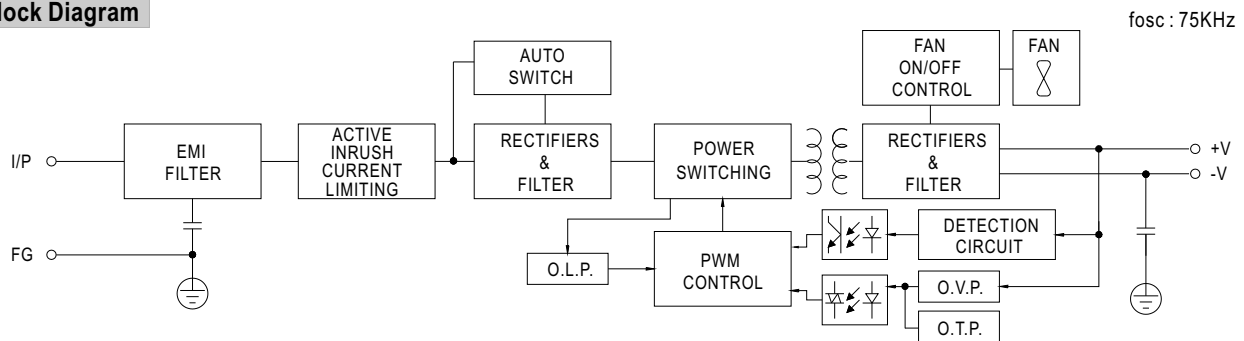 lock Diagram
fosc : 75KHz
AUTO
SWITCH
FAN
ON/OFF
CONTROL
FAN
I/P
EMI
FILTER
ACTIVE
INRUSH
CURRENT
LIMITING
RECTIFIERS
&
FILTER
POWER
SWITCHING
RECTIFIERS
&
FILTER
+V
-V
FG
O.L.P.
PWM
CONTROL
DETECTION
CIRCUIT
O.V.P.
O.T.P.